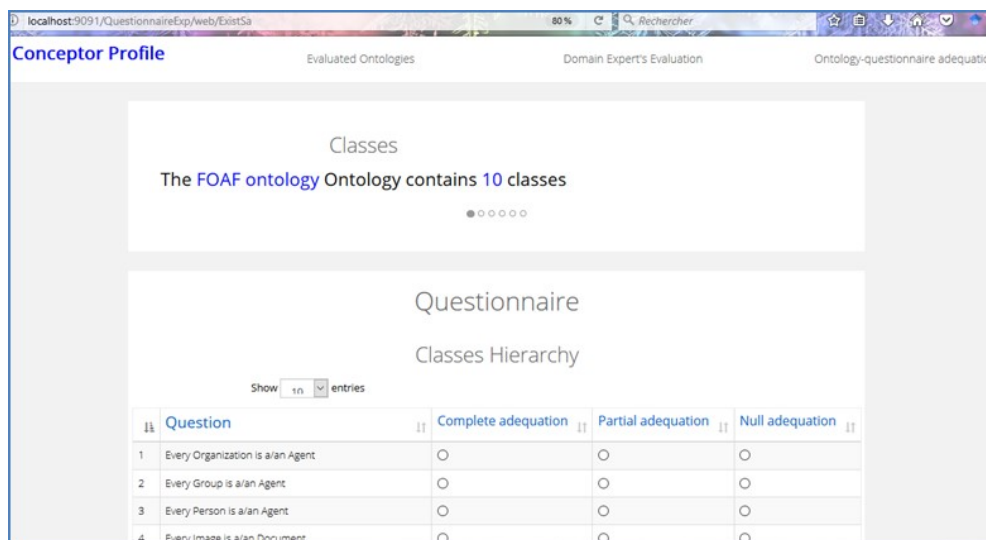 localhost:9091/QuestionnaireExp/web/ExistSa
80%
Rechercher
Conceptor Profile
Evaluated Ontologies
Domain Expert's Evaluation
Ontology-questionnaire adequatio
Classes
The FOAF ontology Ontology contains 10 classes
Questionnaire
Classes Hierarchy
Show 10 entries
Question
Complete adequation
Partial adequation
Null adequation
1 Every Organization is a/an Agent
2 Every Group is a/an Agent
3 Every Person is a/an Agent
4 Every Image is a/an Document